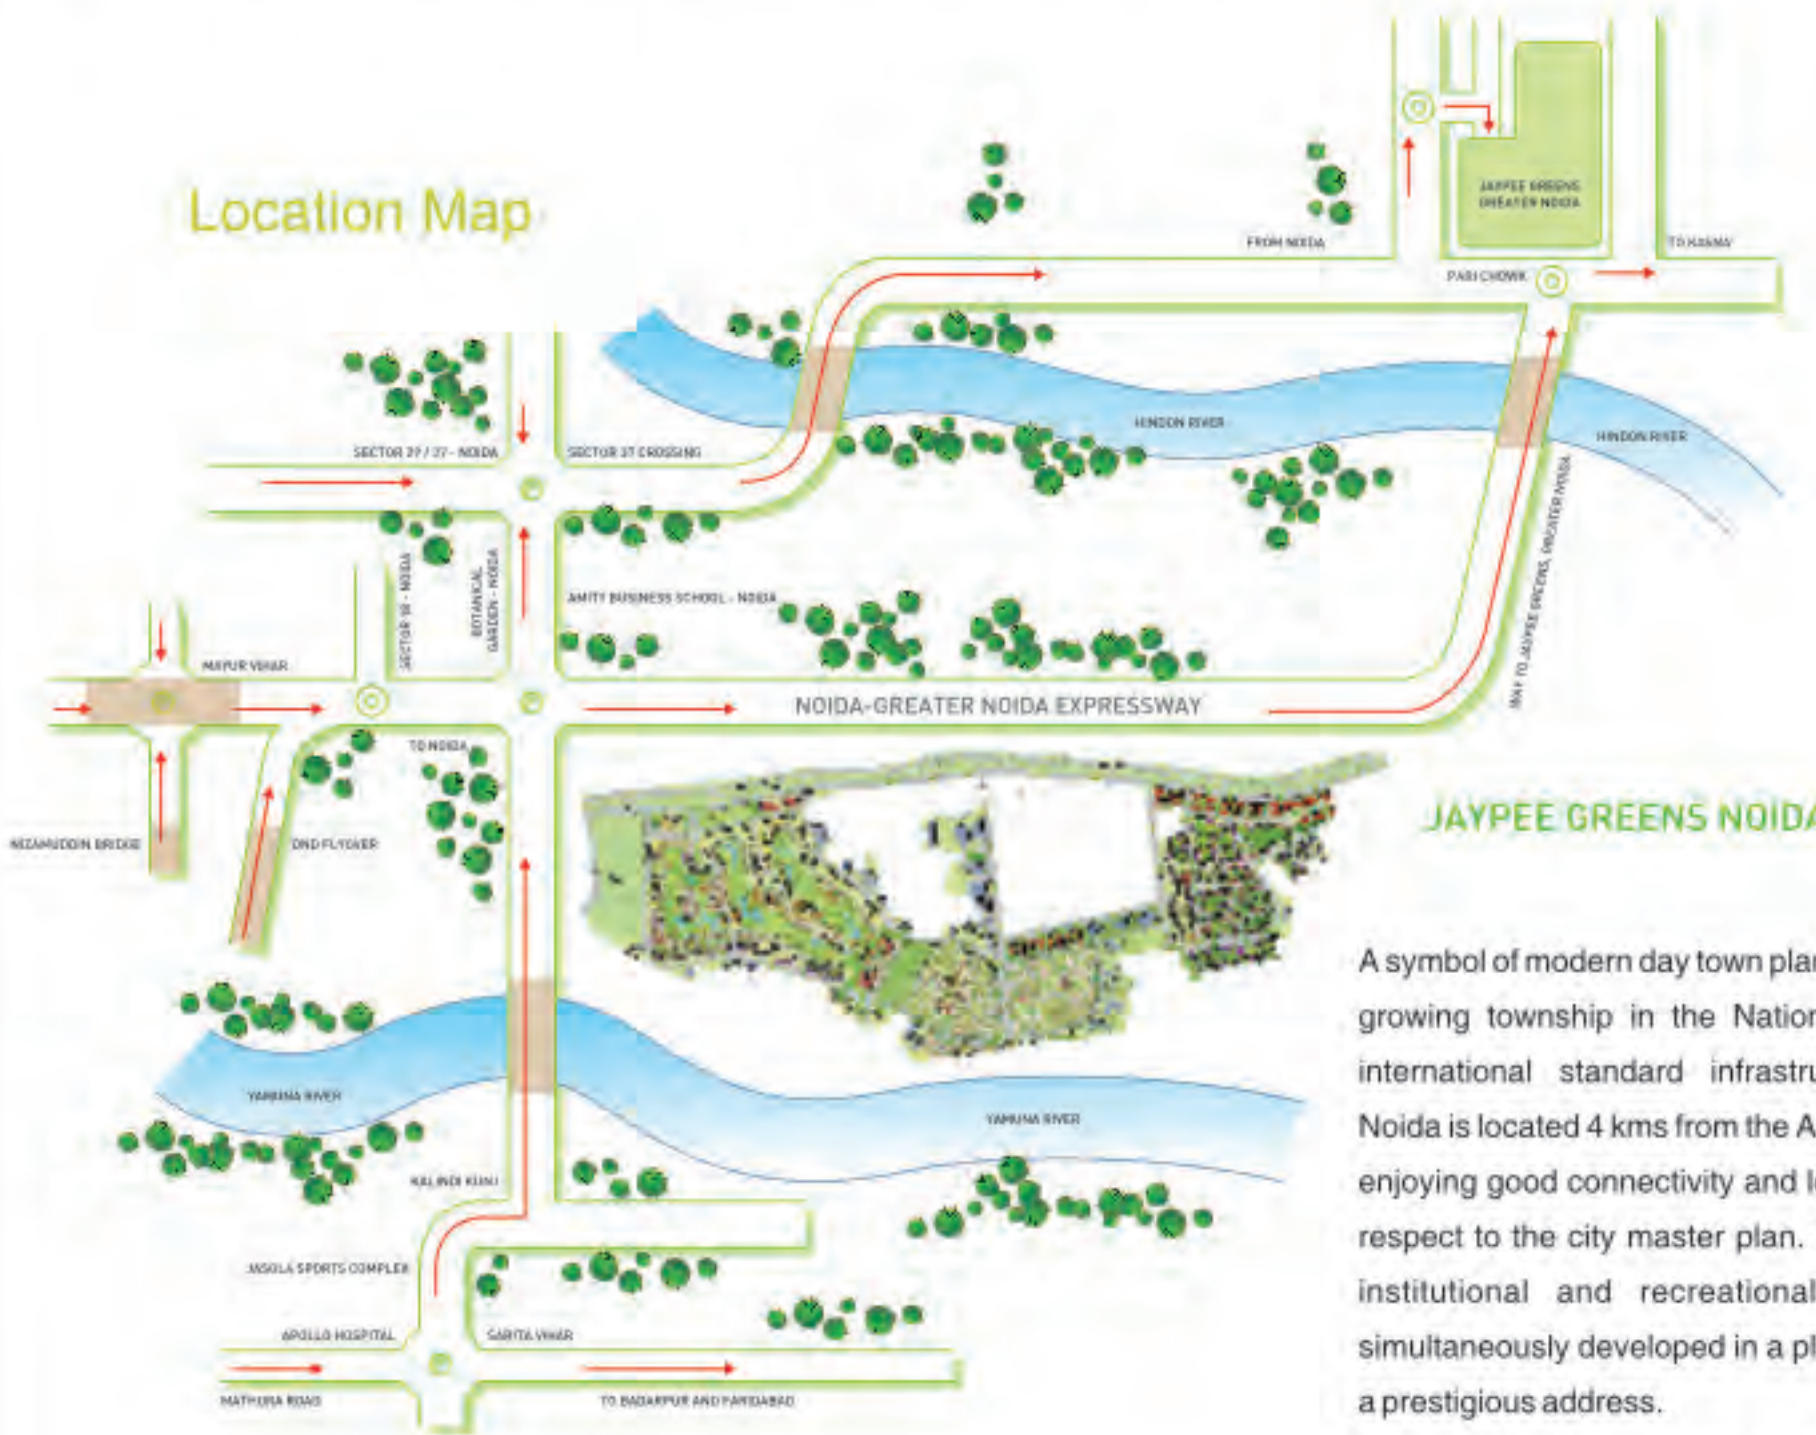 Location Map
JAYPEE GREENS
GREATER NOIDA
FROM NOIDA
TO KASNA
PARI CHOWK
HINDON RIVER
HINDON RIVER
SECTOR 37 CROSSING
AMITY BUSINESS SCHOOL - NOIDA
SECTOR 18 - NOIDA
BOTANICAL
GARDEN - NOIDA
WAY TO JAYPEE GREENS, GREATER NOIDA
MAYUR VIHAR
NOIDA-GREATER NOIDA EXPRESSWAY
TO NOIDA
NIZAMUDDIN BRIDGE
DND FLYOVER
JAYPEE GREENS NOIDA
YAMUNA RIVER
YAMUNA RIVER
KALINDI KUNJ
JASOLA SPORTS COMPLEX
APOLLO HOSPITAL
SARITA VIHAR
MATHURA ROAD
TO BADARPUR AND FARIDABAD
A symbol of modern day town
growing township in the
international standard
Noida is located 4 kms from the
enjoying good connectivity and
respect to the city master plan.
institutional and recreational
simultaneously developed in a
a prestigious address.